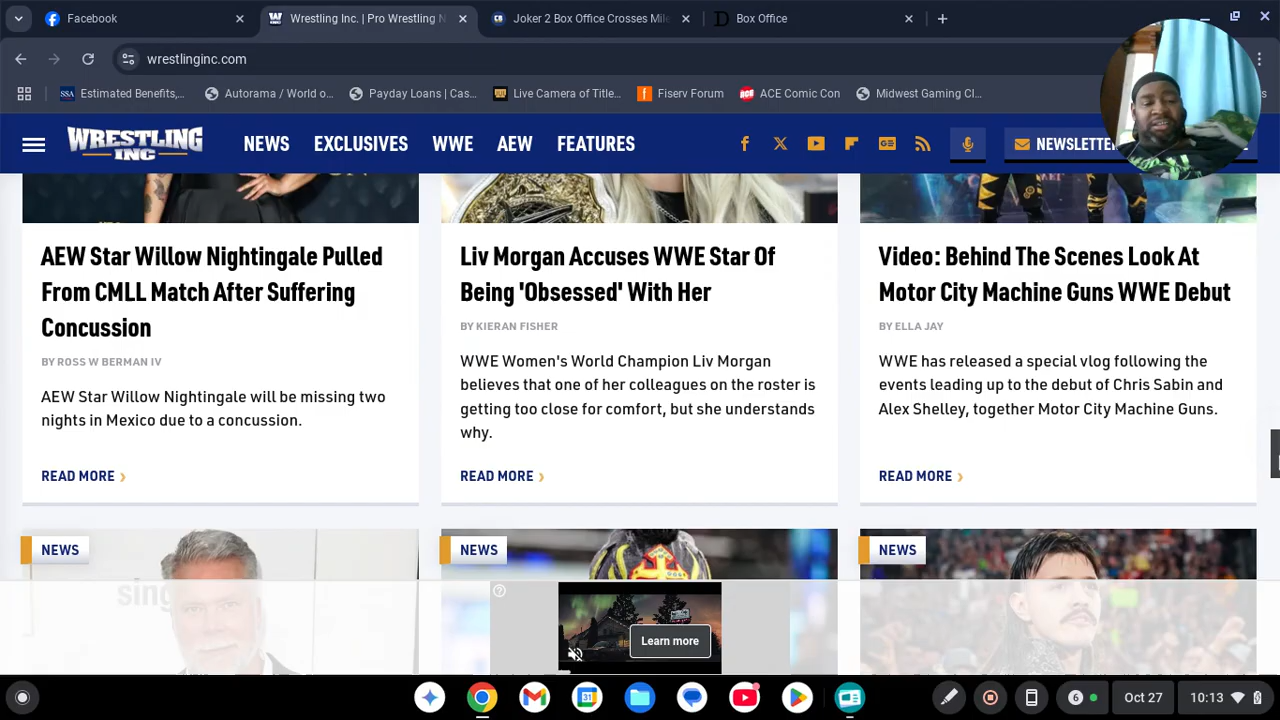 Facebook
Wrestling Inc. | Pro Wrestling N
Joker 2 Box Office Crosses Mile
Box Office
wrestlinginc.com
SSA Estimated Benefits,...
Autorama / World o...
Payday Loans | Cas...
Live Camera of Title...
Fiserv Forum
ACE Comic Con
Midwest Gaming Cl...
WRESTLING INC
NEWS EXCLUSIVES WWE AEW FEATURES
NEWSLETTER
AEW Star Willow Nightingale Pulled
From CMLL Match After Suffering
Concussion
BY ROSS W BERMAN IV
AEW Star Willow Nightingale will be missing two
nights in Mexico due to a concussion.
READ MORE
Liv Morgan Accuses WWE Star Of
Being 'Obsessed' With Her
BY KIERAN FISHER
WWE Women's World Champion Liv Morgan
believes that one of her colleagues on the roster is
getting too close for comfort, but she understands
why.
READ MORE
Video: Behind The Scenes Look At
Motor City Machine Guns WWE Debut
BY ELLA JAY
WWE has released a special vlog following the
events leading up to the debut of Chris Sabin and
Alex Shelley, together Motor City Machine Guns.
READ MORE
NEWS
NEWS
NEWS
sing
Learn more
6
Oct 27
10:13